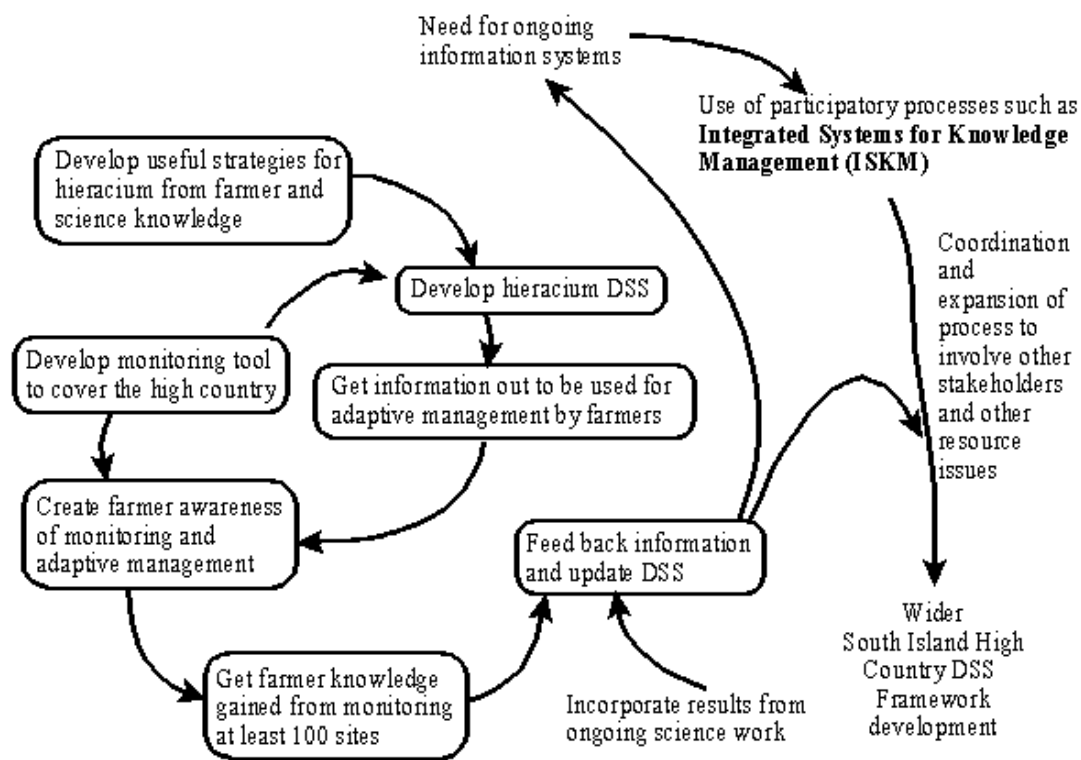 Need for ongoing
information systems
Use of participatory processes such as
Integrated Systems for Knowledge
Management (ISKM)
Develop useful strategies for
hieracium from farmer and
science knowledge
Coordination
and
expansion of
process to
involve other
stakeholders
and other
resource
issues
Develop hieracium DSS
Develop monitoring tool
to cover the high country
Get information out to be used for
adaptive management by farmers
Create farmer awareness
of monitoring and
adaptive management
Feed back information
and update DSS
Get farmer knowledge
gained from monitoring
at least 100 sites
Incorporate results from
ongoing science work
Wider
South Island High
Country DSS
Framework
development